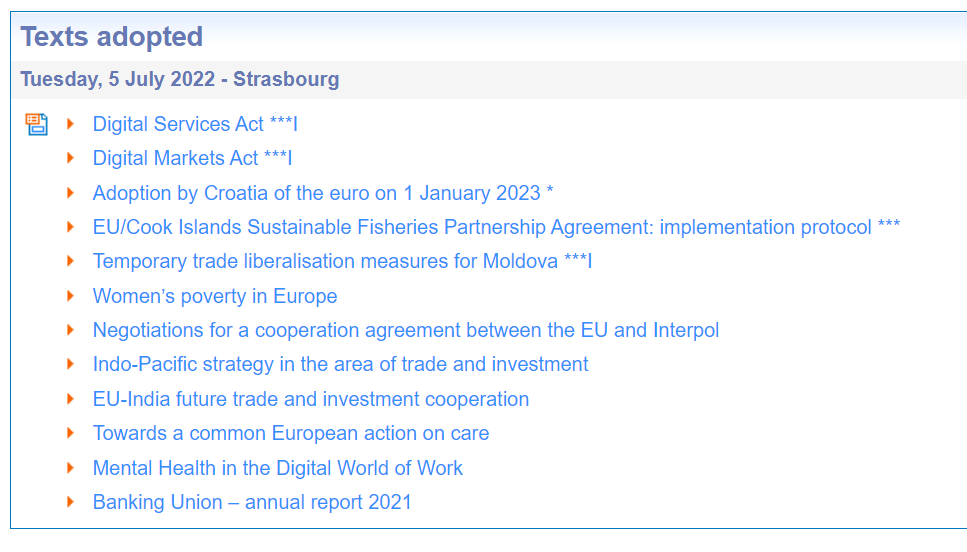 Texts adopted
Tuesday, 5 July 2022 - Strasbourg
Digital Services Act ***I
Digital Markets Act ***I
Adoption by Croatia of the euro on 1 January 2023 *
EU/Cook Islands Sustainable Fisheries Partnership Agreement: implementation protocol ***
Temporary trade liberalisation measures for Moldova ***I
Women’s poverty in Europe
Negotiations for a cooperation agreement between the EU and Interpol
Indo-Pacific strategy in the area of trade and investment
EU-India future trade and investment cooperation
Towards a common European action on care
Mental Health in the Digital World of Work
Banking Union – annual report 2021